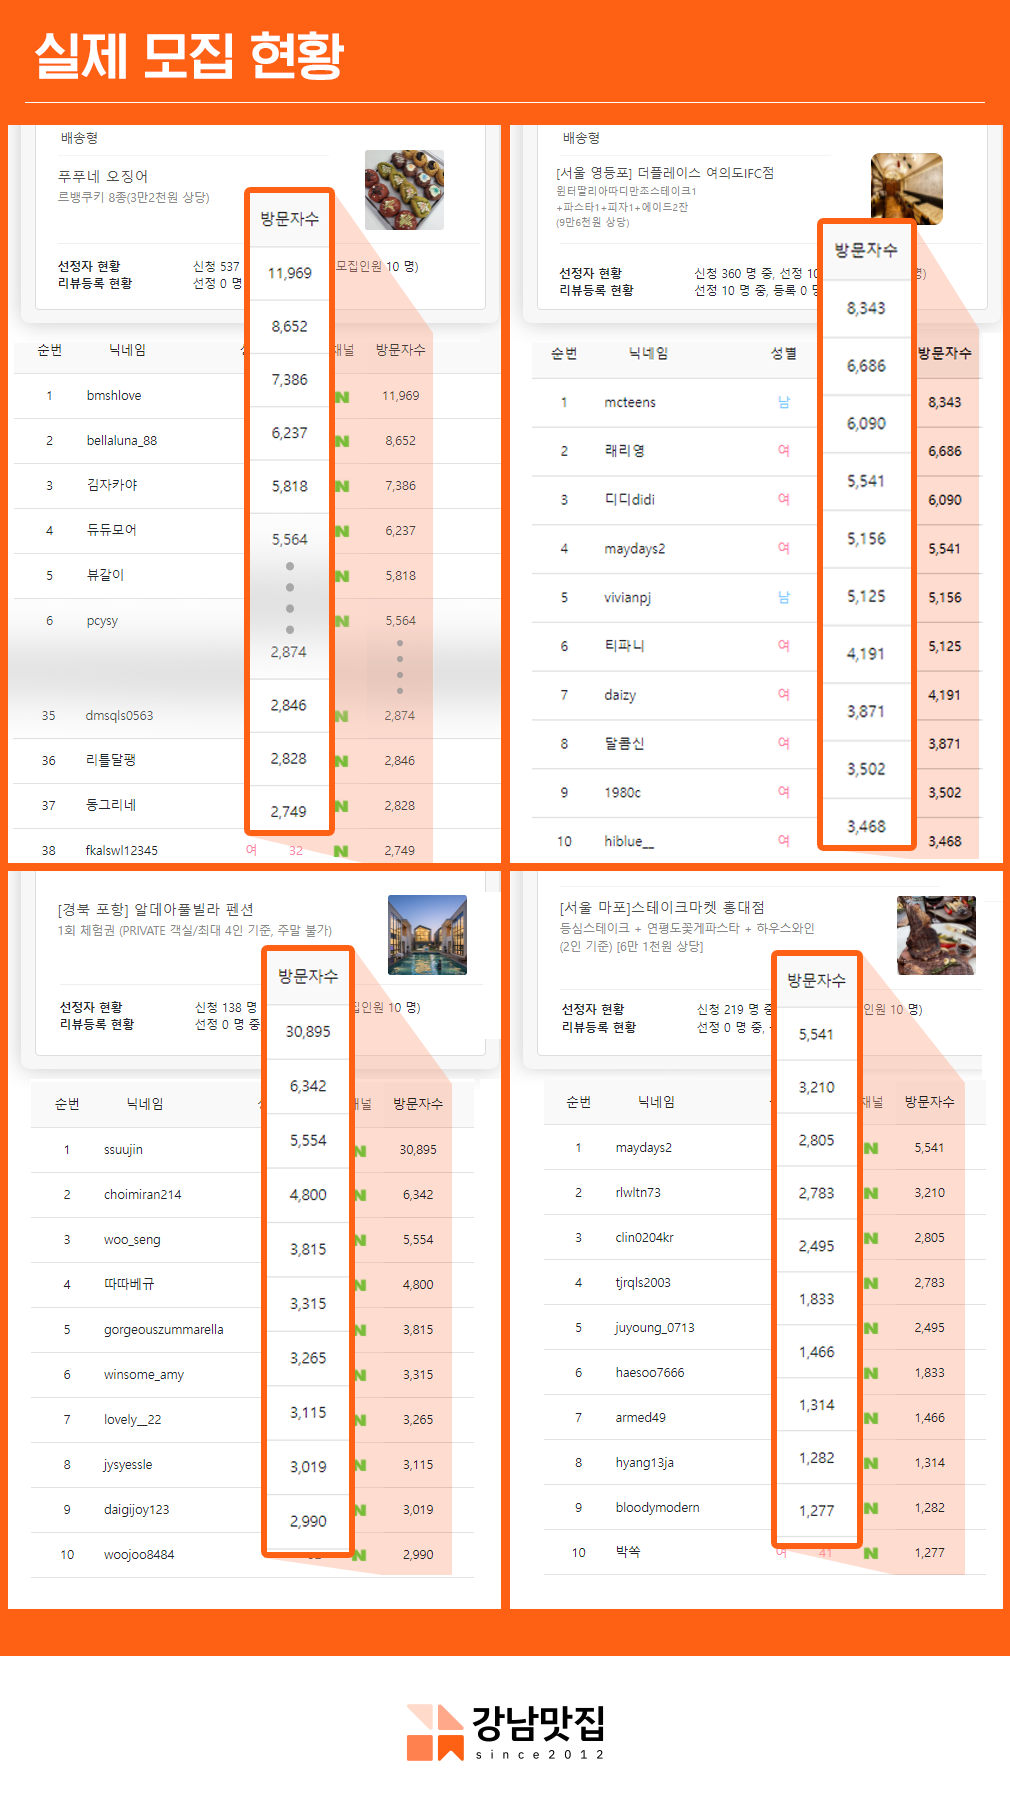 실제 모집 현황
배송형
푸푸네 오징어
르뱅쿠키 8종(3만2천원 상당)
선정자 현황 신청 537 모집인원 10 명)
리뷰등록 현황 선정 0 명
순번 닉네임 채널 방문자수
1 bmshlove N 11,969
2 bellaluna_88 N 8,652
3 김자카야 N 7,386
4 듀듀모어 N 6,237
5 뷰같이 N 5,818
6 pcysy N 5,564
35 dmsqls0563 N 2,874
36 리틀달팽 N 2,846
37 동그리네 N 2,828
38 fkalswl12345 여 32 N 2,749
방문자수
11,969
8,652
7,386
6,237
5,818
5,564
2,874
2,846
2,828
2,749
배송형
[서울 영등포] 더플레이스 여의도IFC점
윈터딸리아따디만조스테이크1
+파스타1+피자1+에이드2잔
(9만6천원 상당)
선정자 현황 신청 360 명 중, 선정 10 명)
리뷰등록 현황 선정 10 명 중, 등록 0 명
순번 닉네임 성별 방문자수
1 mcteens 남 8,343
2 래리영 여 6,686
3 디디didi 여 6,090
4 maydays2 여 5,541
5 vivianpj 남 5,156
6 티파니 여 5,125
7 daizy 여 4,191
8 달콤신 여 3,871
9 1980c 여 3,502
10 hiblue__ 여 3,468
방문자수
8,343
6,686
6,090
5,541
5,156
5,125
4,191
3,871
3,502
3,468
[경북 포항] 알데아풀빌라 펜션
1회 체험권 (PRIVATE 객실/최대 4인 기준, 주말 불가)
선정자 현황 신청 138 명 집인원 10 명)
리뷰등록 현황 선정 0 명 중
순번 닉네임 채널 방문자수
1 ssuujin N 30,895
2 choimiran214 N 6,342
3 woo_seng N 5,554
4 따따베규 N 4,800
5 gorgeouszummarella N 3,815
6 winsome_amy N 3,315
7 lovely__22 N 3,265
8 jysyessle N 3,115
9 daigijoy123 N 3,019
10 woojoo8484 N 2,990
방문자수
30,895
6,342
5,554
4,800
3,815
3,315
3,265
3,115
3,019
2,990
[서울 마포]스테이크마켓 홍대점
등심스테이크 + 연평도꽃게파스타 + 하우스와인
(2인 기준) [6만 1천원 상당]
선정자 현황 신청 219 명 중 인원 10 명)
리뷰등록 현황 선정 0 명 중,
순번 닉네임 채널 방문자수
1 maydays2 N 5,541
2 rlwltn73 N 3,210
3 clin0204kr N 2,805
4 tjrqls2003 N 2,783
5 juyoung_0713 N 2,495
6 haesoo7666 N 1,833
7 armed49 N 1,466
8 hyang13ja N 1,314
9 bloodymodern N 1,282
10 박쏙 여 41 N 1,277
방문자수
5,541
3,210
2,805
2,783
2,495
1,833
1,466
1,314
1,282
1,277
강남맛집
since2012